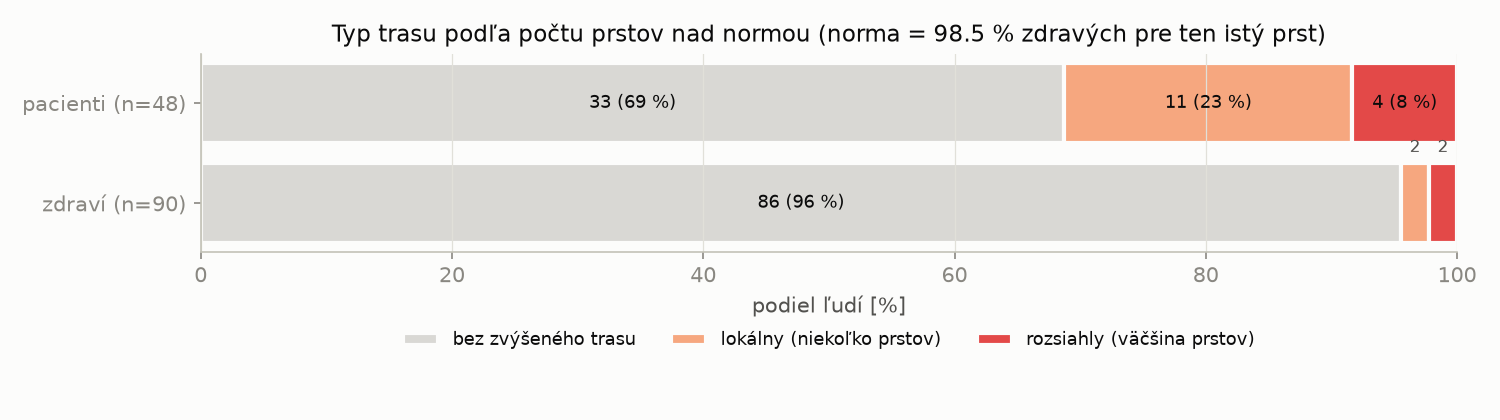 Typ trasu podľa počtu prstov nad normou (norma = 98.5 % zdravých pre ten istý prst)
pacienti (n=48)
33 (69 %)
11 (23 %)
4 (8 %)
2
2
zdraví (n=90)
86 (96 %)
0
20
40
60
80
100
podiel ľudí [%]
bez zvýšeného trasu
lokálny (niekoľko prstov)
rozsiahly (väčšina prstov)